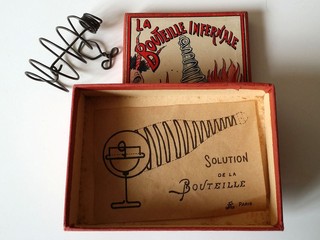 LA
BOUTEILLE INFERNALE
SOLUTION
DE LA
BOUTEILLE
PARIS